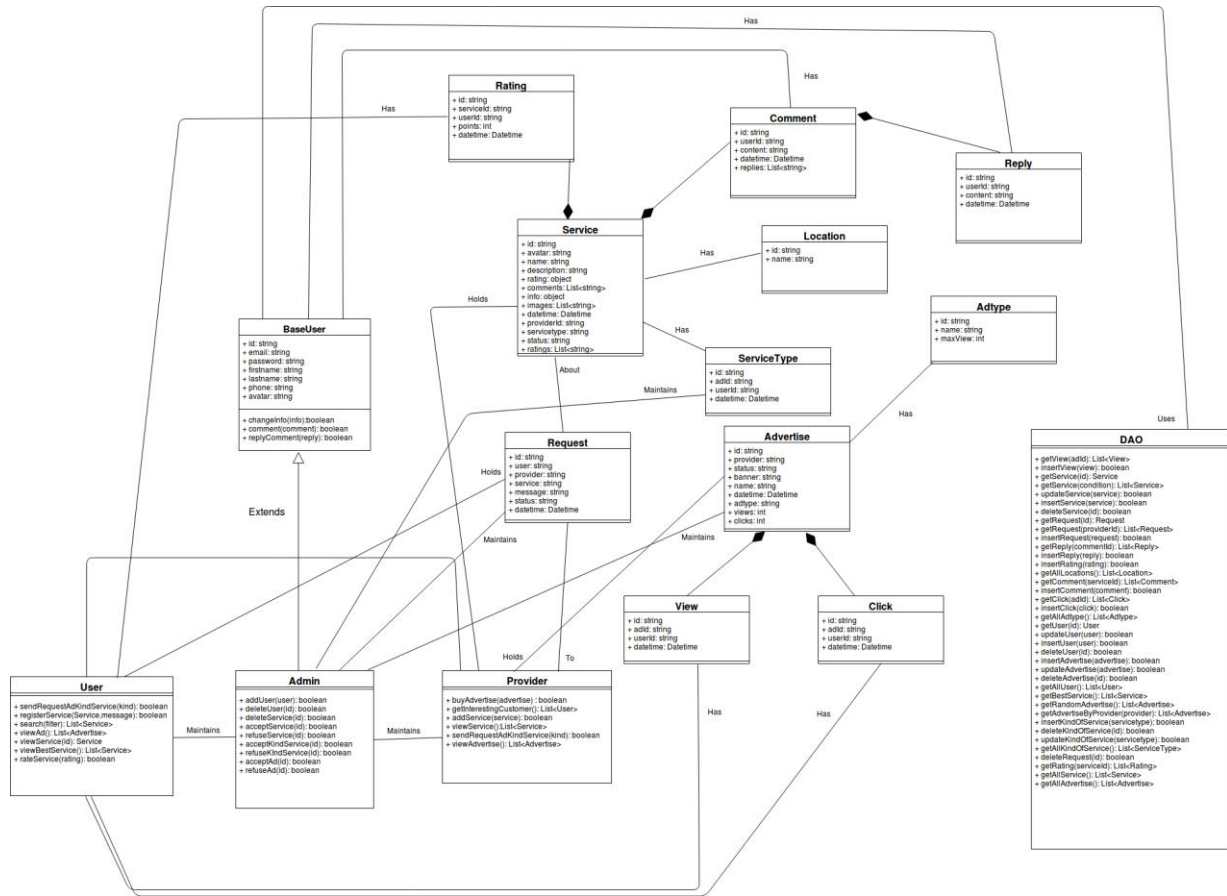 Has
Rating
+ id: string
+ serviceId: string
+ userId: string
+ points: int
+ datetime: Datetime
Has
Has
Comment
+ id: string
+ userId: string
+ content: string
+ datetime: Datetime
+ replies: List<string>
Reply
+ id: string
+ userId: string
+ content: string
+ datetime: Datetime
Service
+ id: string
+ avatar: string
+ name: string
+ description: string
+ rating: object
+ comments: List<string>
+ info: object
+ images: List<string>
+ datetime: Datetime
+ providerId: string
+ servicetype: string
+ status: string
+ ratings: List<string>
Location
+ id: string
+ name: string
Has
Holds
Has
Adtype
+ id: string
+ name: string
+ maxView: int
BaseUser
+ id: string
+ email: string
+ password: string
+ firstname: string
+ lastname: string
+ phone: string
+ avatar: string
+ changeInfo(info):boolean
+ comment(comment): boolean
+ replyComment(reply): boolean
ServiceType
+ id: string
+ adId: string
+ userId: string
+ datetime: Datetime
About
Maintains
Has
Uses
Request
+ id: string
+ user: string
+ provider: string
+ service: string
+ message: string
+ status: string
+ datetime: Datetime
Advertise
+ id: string
+ provider: string
+ status: string
+ banner: string
+ name: string
+ datetime: Datetime
+ adtype: string
+ views: int
+ clicks: int
DAO
+ getView(adId): List<View>
+ insertView(view): boolean
+ getService(id): Service
+ getService(condition): List<Service>
+ updateService(service): boolean
+ insertService(service): boolean
+ deleteService(id): boolean
+ getRequest(id): Request
+ getRequest(providerId): List<Request>
+ insertRequest(request): boolean
+ getReply(commentId): List<Reply>
+ insertReply(reply): boolean
+ insertRating(rating): boolean
+ getAllLocations(): List<Location>
+ getComment(serviceId): List<Comment>
+ insertComment(comment): boolean
+ getClick(adId): List<Click>
+ insertClick(click): boolean
+ getAllAdtype(): List<Adtype>
+ getUser(id): User
+ updateUser(user): boolean
+ insertUser(user): boolean
+ deleteUser(id): boolean
+ insertAdvertise(advertise): boolean
+ updateAdvertise(advertise): boolean
+ deleteAdvertise(id): boolean
+ getAllUser(): List<User>
+ getBestService(): List<Service>
+ getRandomAdvertise(): List<Advertise>
+ getAdvertiseByProvider(provider): List<Advertise>
+ insertKindOfService(servicetype): boolean
+ deleteKindOfService(id): boolean
+ updateKindOfService(servicetype): boolean
+ getAllKindOfService(): List<ServiceType>
+ deleteRequest(id): boolean
+ getRating(serviceId): List<Rating>
+ getAllService(): List<Service>
+ getAllAdvertise(): List<Advertise>
Holds
Extends
Maintains
Maintains
View
+ id: string
+ adId: string
+ userId: string
+ datetime: Datetime
Click
+ id: string
+ adId: string
+ userId: string
+ datetime: Datetime
Holds
To
User
+ sendRequestAdKindService(kind): boolean
+ registerService(Service,message): boolean
+ search(filter): List<Service>
+ viewAd(): List<Advertise>
+ viewService(id): Service
+ viewBestService(): List<Service>
+ rateService(rating): boolean
Maintains
Admin
+ addUser(user): boolean
+ deleteUser(id): boolean
+ deleteService(id): boolean
+ acceptService(id): boolean
+ refuseService(id): boolean
+ acceptKindService(id): boolean
+ refuseKIndService(id): boolean
+ acceptAd(id): boolean
+ refuseAd(id): boolean
Maintains
Provider
+ buyAdvertise(advertise) : boolean
+ getInterestingCustomer(): List<User>
+ addService(service): boolean
+ viewService():List<Service>
+ sendRequestAdKindService(kind): boolean
+ viewAdvertise(): List<Advertise>
Has
Has